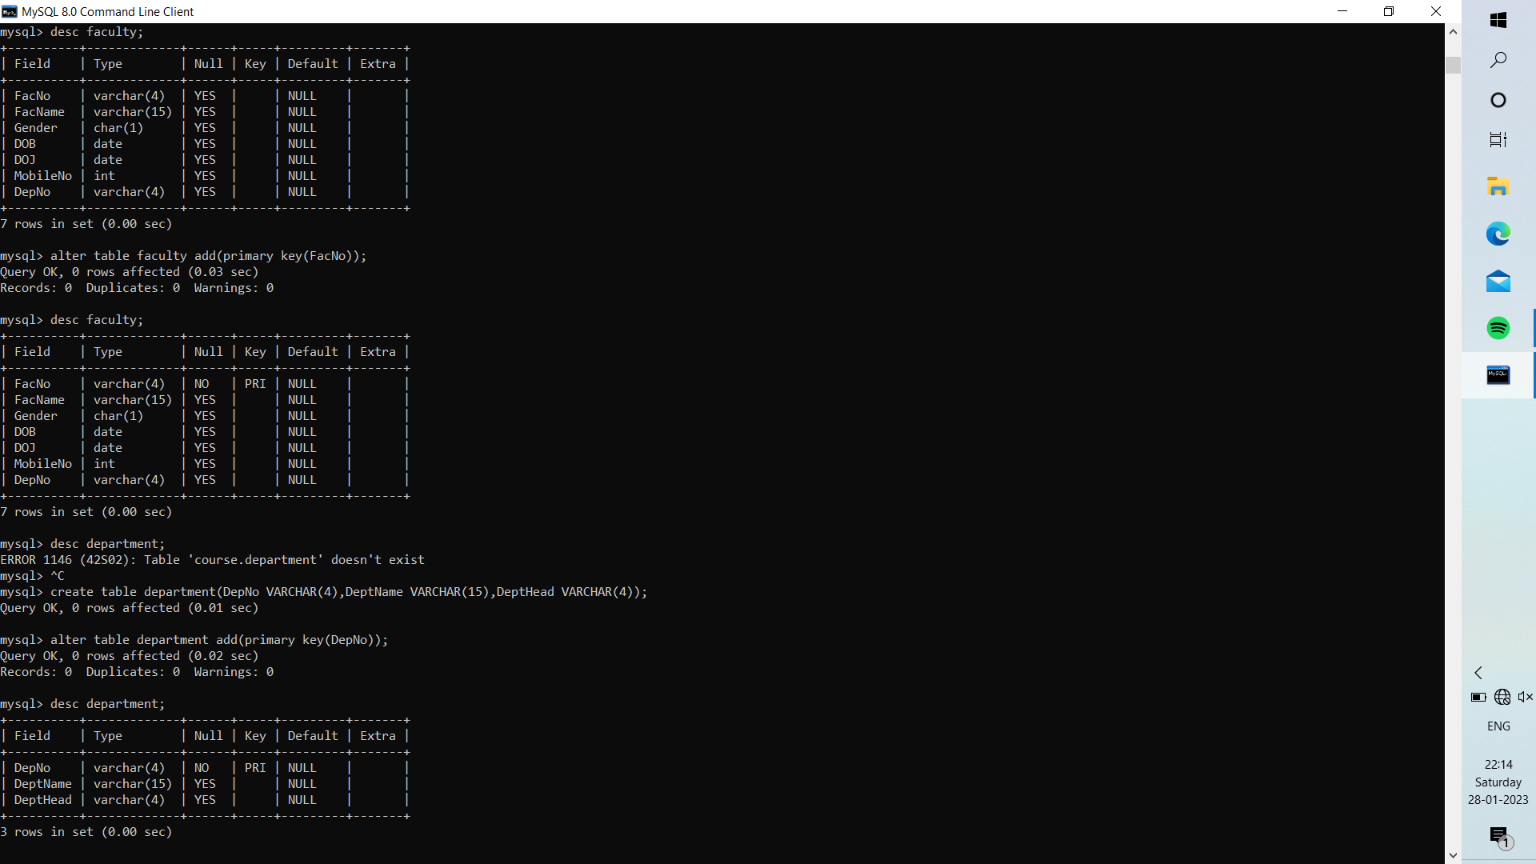 MySQL 8.0 Command Line Client
mysql> desc faculty;
+----------+-------------+------+-----+---------+-------+
| Field    | Type        | Null | Key | Default | Extra |
+----------+-------------+------+-----+---------+-------+
| FacNo    | varchar(4)  | YES  |     | NULL    |       |
| FacName  | varchar(15) | YES  |     | NULL    |       |
| Gender   | char(1)     | YES  |     | NULL    |       |
| DOB      | date        | YES  |     | NULL    |       |
| DOJ      | date        | YES  |     | NULL    |       |
| MobileNo | int         | YES  |     | NULL    |       |
| DepNo    | varchar(4)  | YES  |     | NULL    |       |
+----------+-------------+------+-----+---------+-------+
7 rows in set (0.00 sec)

mysql> alter table faculty add(primary key(FacNo));
Query OK, 0 rows affected (0.03 sec)
Records: 0  Duplicates: 0  Warnings: 0

mysql> desc faculty;
+----------+-------------+------+-----+---------+-------+
| Field    | Type        | Null | Key | Default | Extra |
+----------+-------------+------+-----+---------+-------+
| FacNo    | varchar(4)  | NO   | PRI | NULL    |       |
| FacName  | varchar(15) | YES  |     | NULL    |       |
| Gender   | char(1)     | YES  |     | NULL    |       |
| DOB      | date        | YES  |     | NULL    |       |
| DOJ      | date        | YES  |     | NULL    |       |
| MobileNo | int         | YES  |     | NULL    |       |
| DepNo    | varchar(4)  | YES  |     | NULL    |       |
+----------+-------------+------+-----+---------+-------+
7 rows in set (0.00 sec)

mysql> desc department;
ERROR 1146 (42S02): Table 'course.department' doesn't exist
mysql> ^C
mysql> create table department(DepNo VARCHAR(4),DeptName VARCHAR(15),DeptHead VARCHAR(4));
Query OK, 0 rows affected (0.01 sec)

mysql> alter table department add(primary key(DepNo));
Query OK, 0 rows affected (0.02 sec)
Records: 0  Duplicates: 0  Warnings: 0

mysql> desc department;
+----------+-------------+------+-----+---------+-------+
| Field    | Type        | Null | Key | Default | Extra |
+----------+-------------+------+-----+---------+-------+
| DepNo    | varchar(4)  | NO   | PRI | NULL    |       |
| DeptName | varchar(15) | YES  |     | NULL    |       |
| DeptHead | varchar(4)  | YES  |     | NULL    |       |
+----------+-------------+------+-----+---------+-------+
3 rows in set (0.00 sec)
ENG
22:14
Saturday
28-01-2023
1